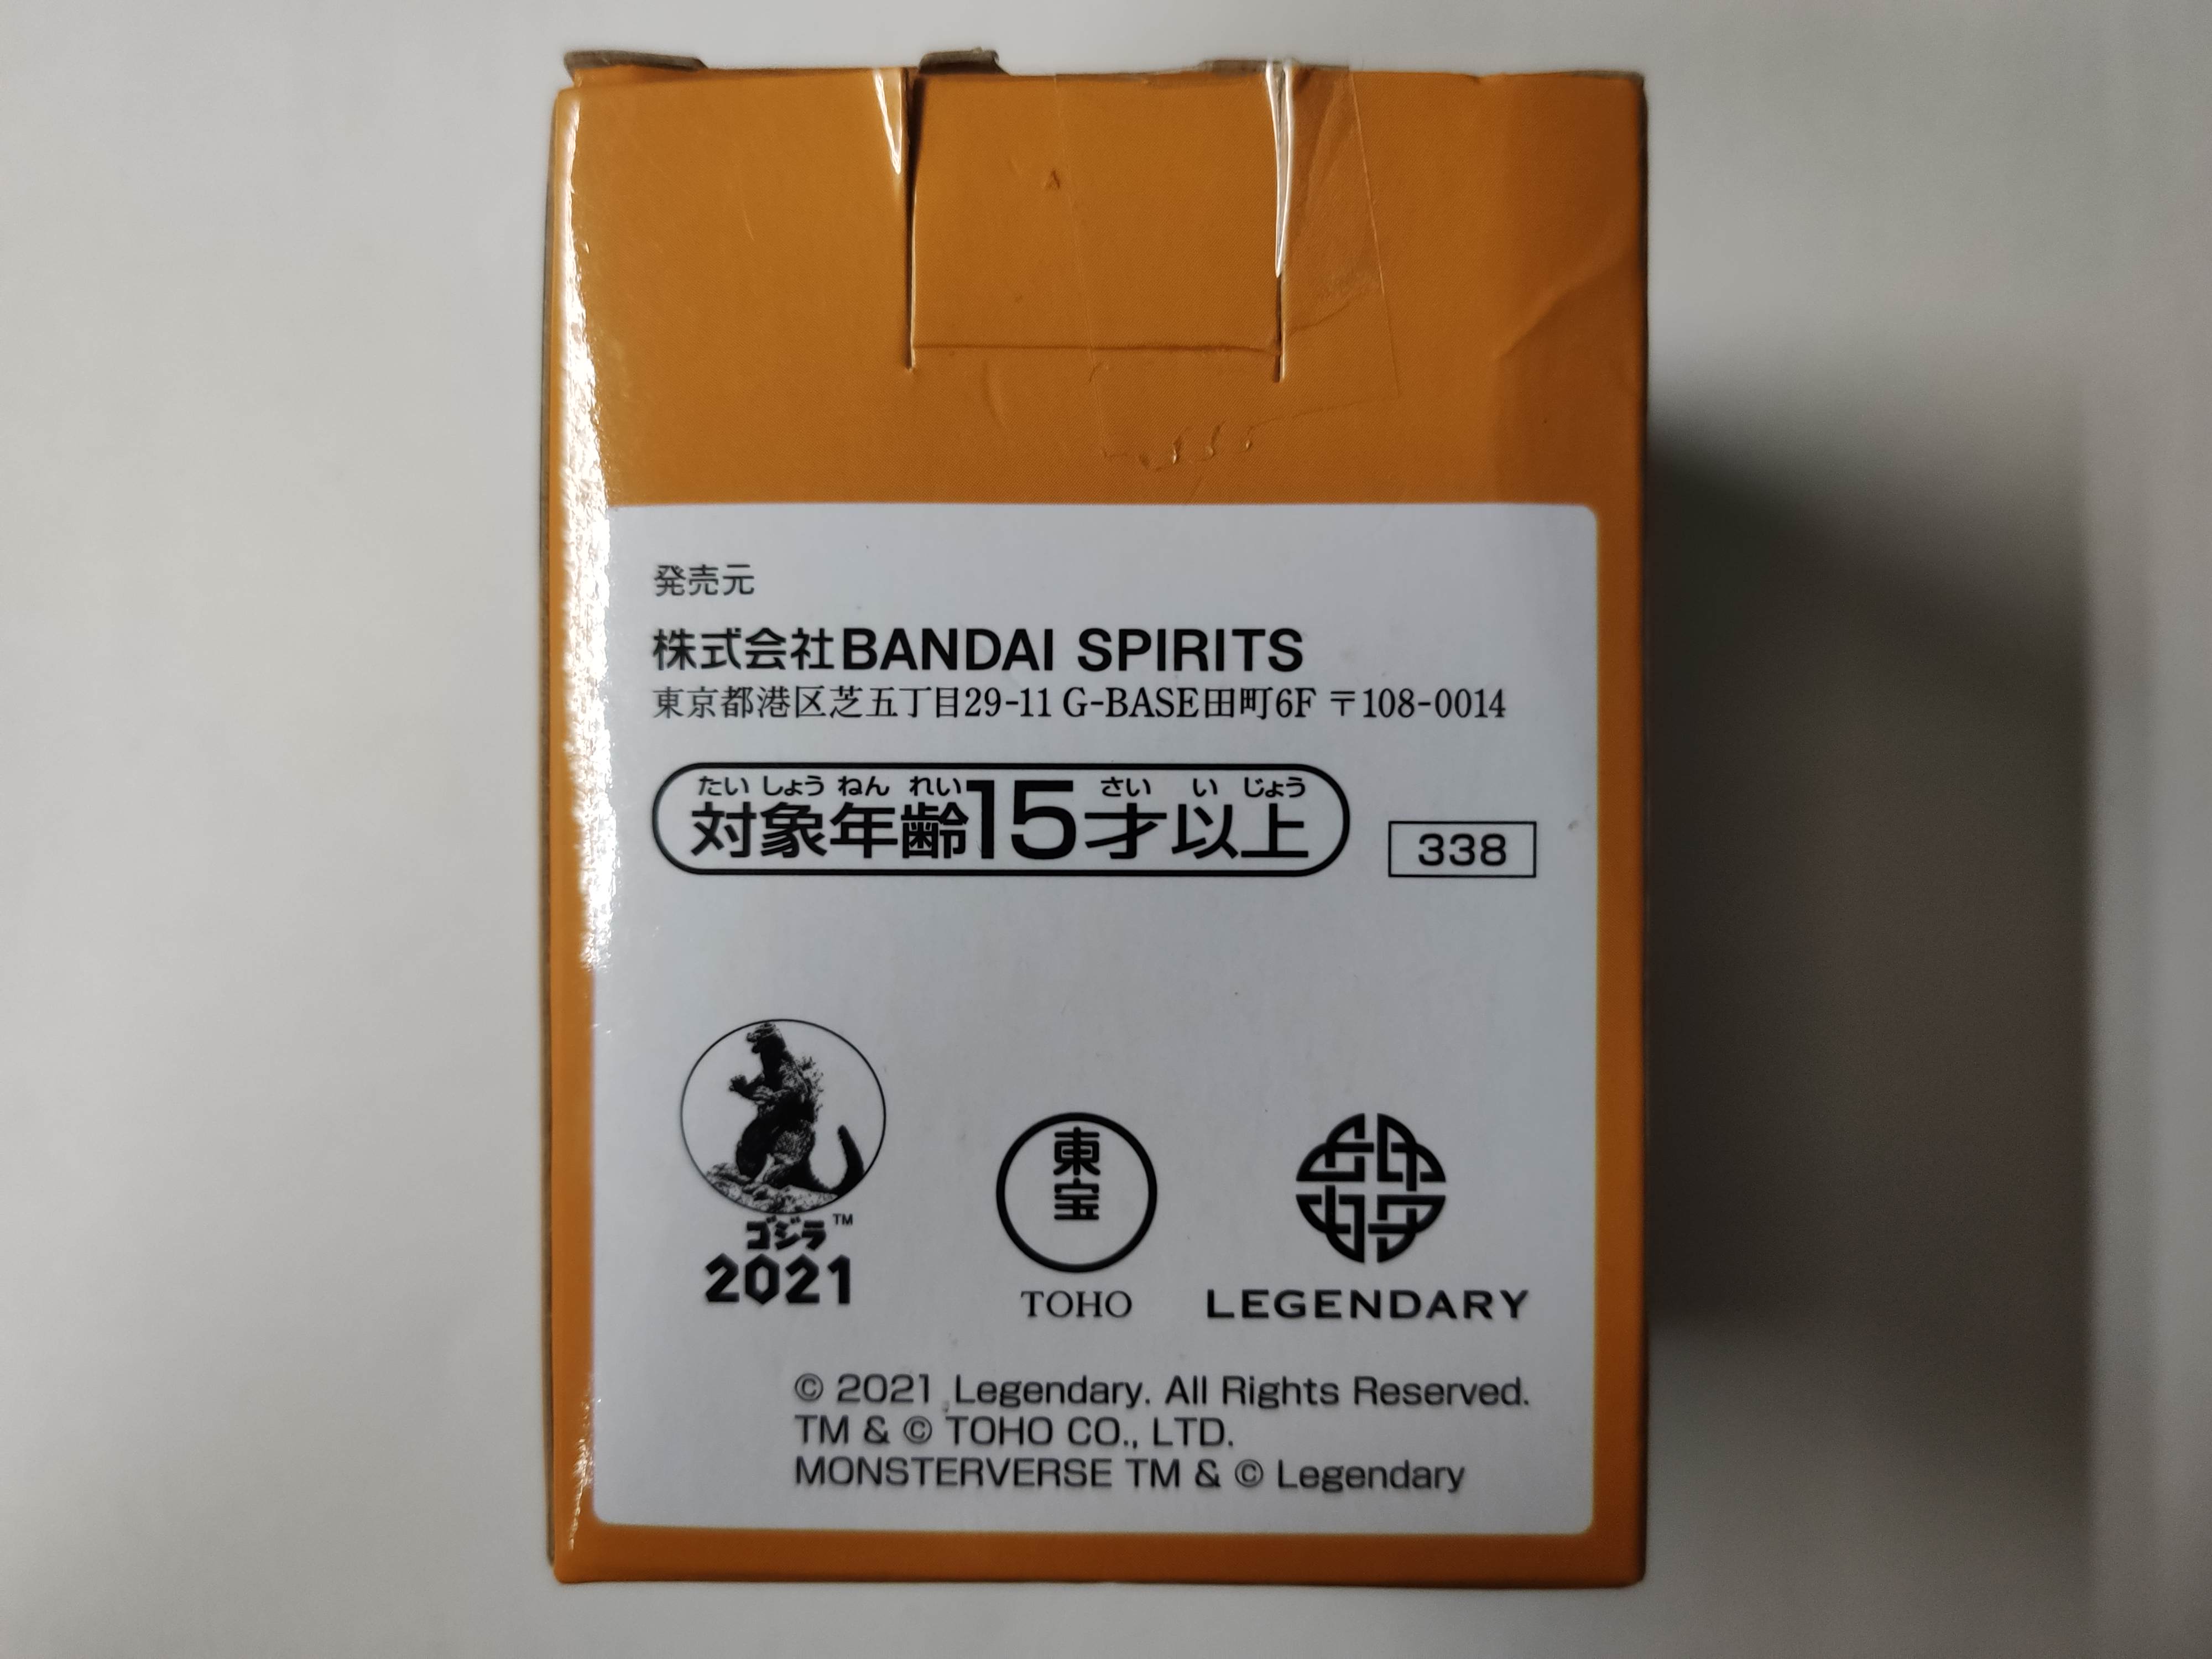 発売元
株式会社BANDAI SPIRITS
東京都港区芝五丁目29-11 G-BASE田町6F 〒108-0014
たい しょう ねん れい さい い じょう
対象年齢15才以上
338
ゴジラ™
2021
東宝
TOHO
LEGENDARY
© 2021 Legendary. All Rights Reserved.
TM & © TOHO CO., LTD.
MONSTERVERSE TM & © Legendary